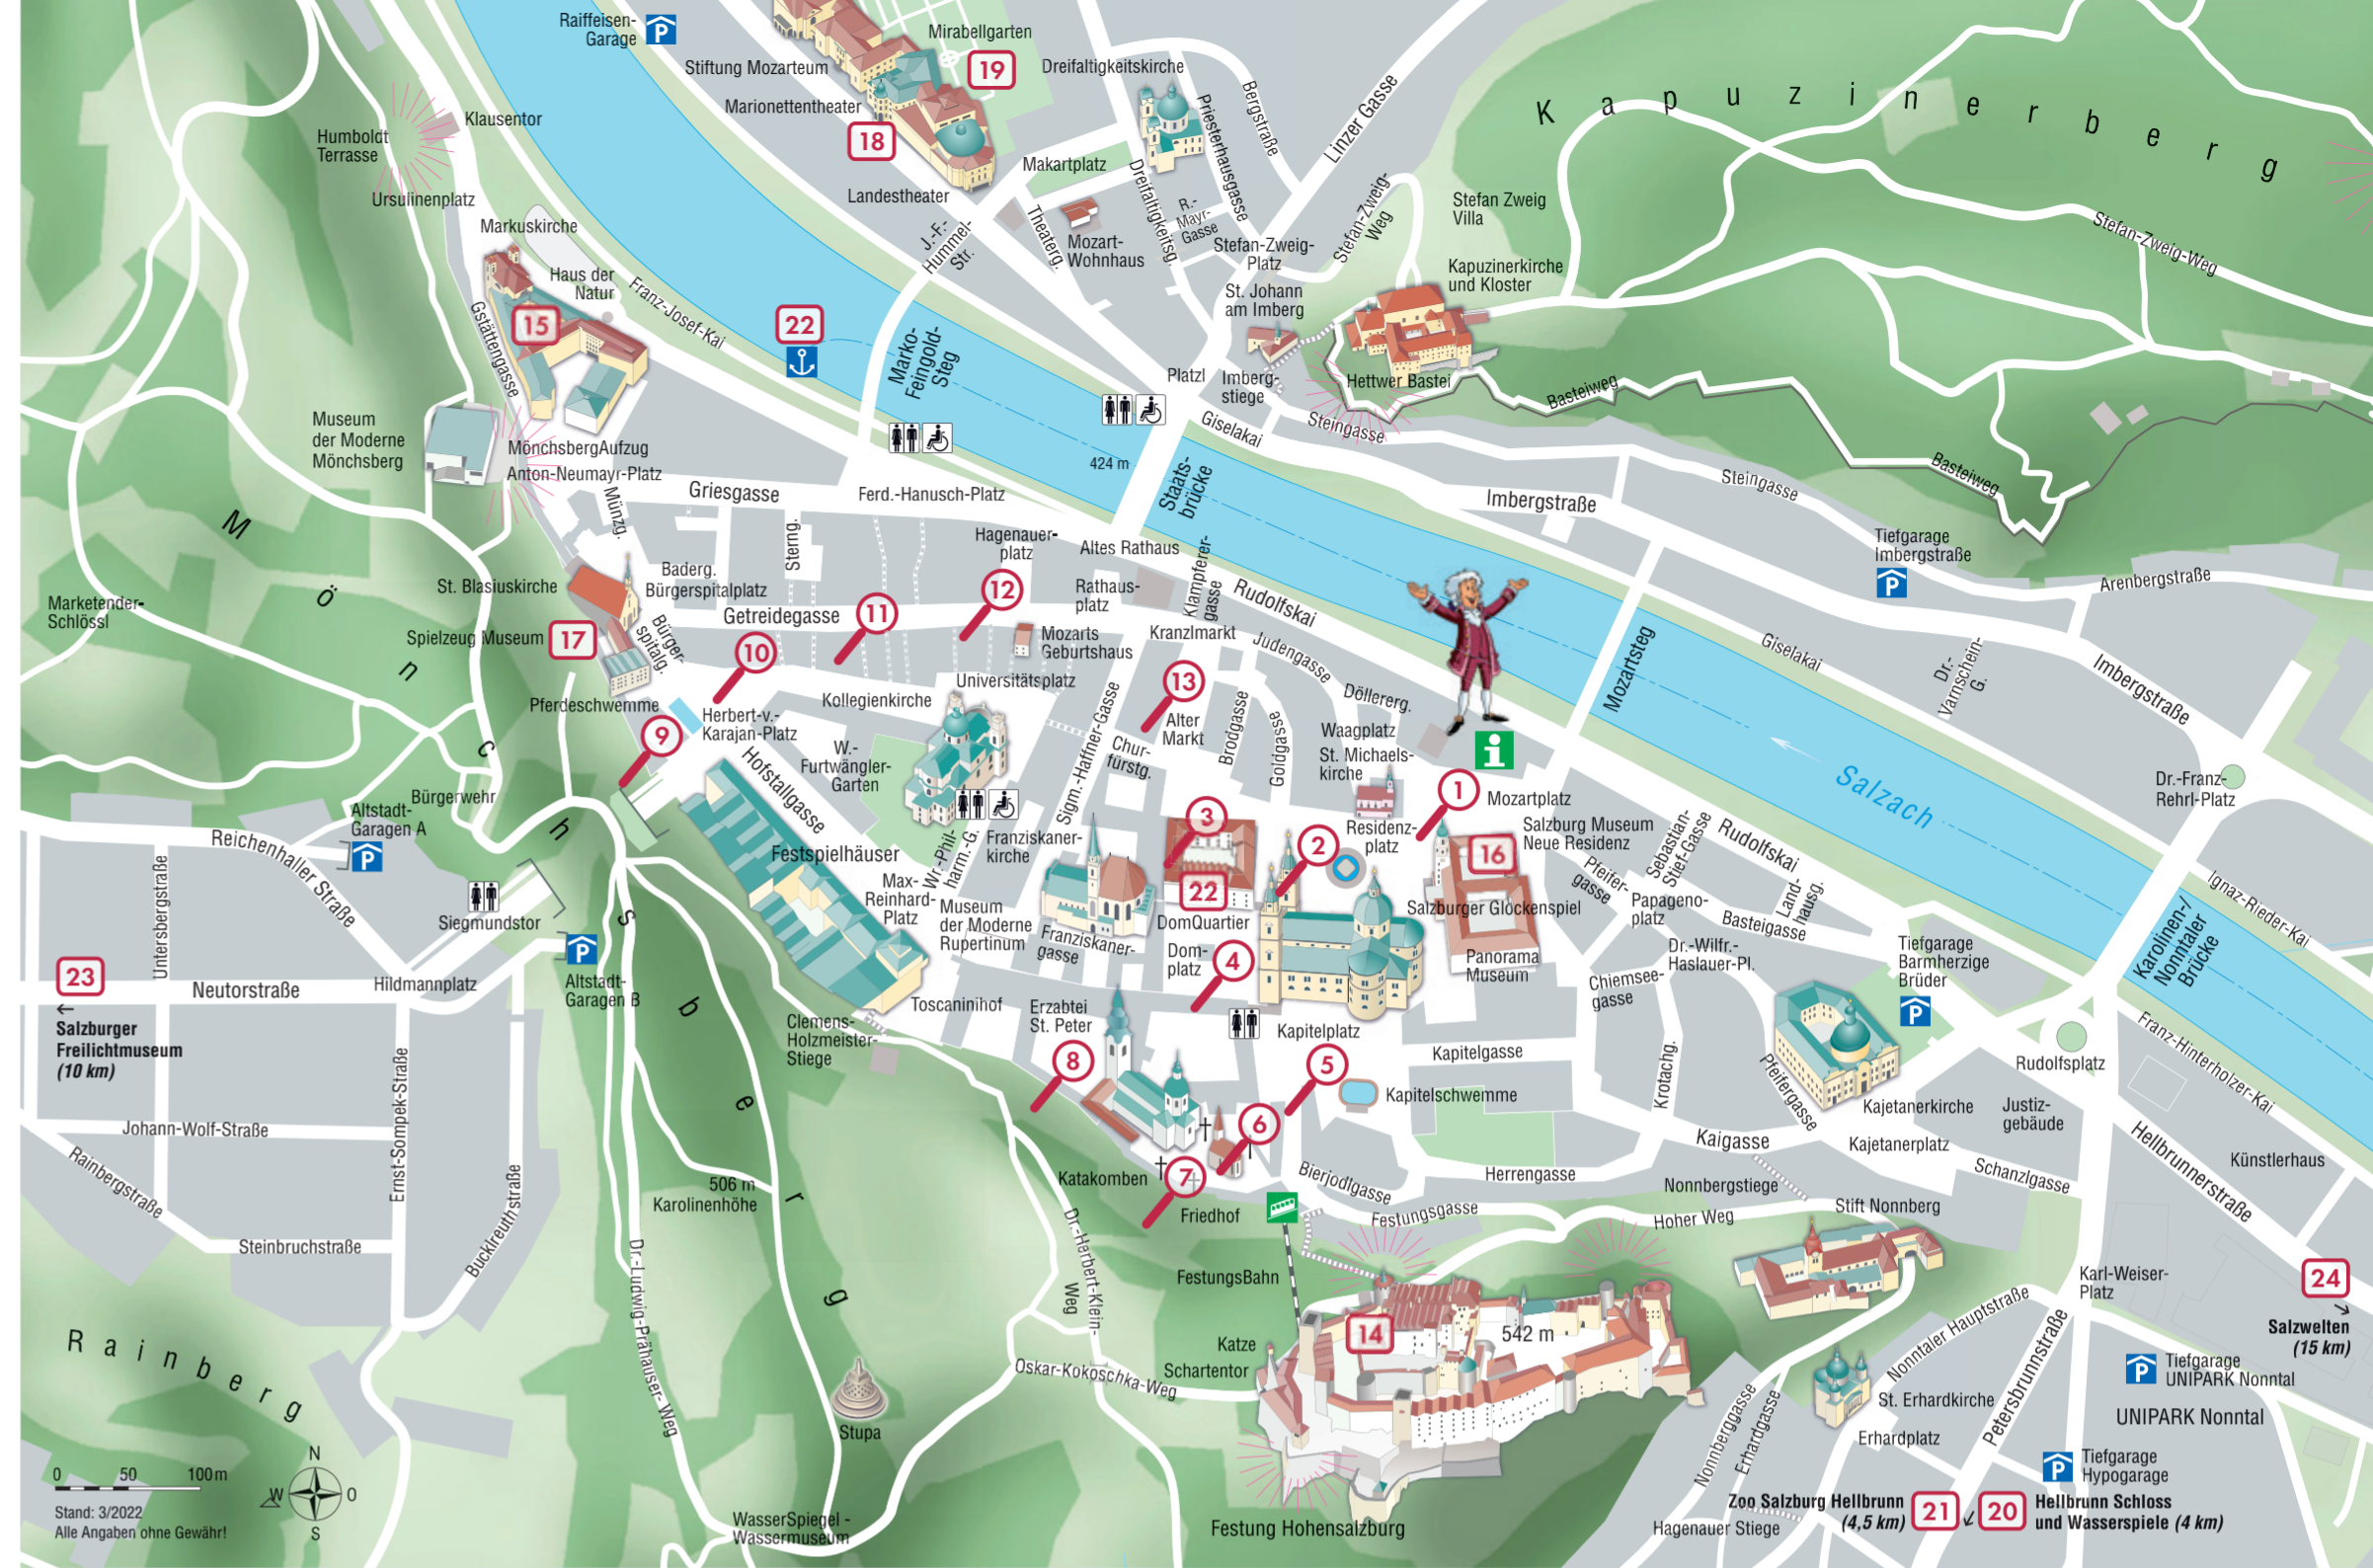 Raiffeisen-
Garage
P
Mirabellgarten
19
Stiftung Mozarteum
Dreifaltigkeitskirche
Marionettentheater
18
Landestheater
Makartplatz
Bergstraße
Priesterhausgasse
Linzer Gasse
Kapuzinerberg
Humboldt
Terrasse
Klausentor
Ursulinenplatz
Markuskirche
Haus der
Natur
15
Gstättengasse
Franz-Josef-Kai
22
J.-F.-
Hummel-
Str.
Theaterg.
Mozart-
Wohnhaus
Dreifaltigkeitsg.
R.-
Mayr-
Gasse
Stefan-Zweig-
Platz
Stefan-Zweig-
Weg
Stefan Zweig
Villa
Kapuzinerkirche
und Kloster
Stefan-Zweig-Weg
St. Johann
am Imberg
Marko-
Feingold-
Steg
Platzl
Imberg-
stiege
Hettwer Bastei
Basteiweg
Basteiweg
Giselakai
Steingasse
Steingasse
424 m
Staats-
brücke
Imbergstraße
Museum
der Moderne
Mönchsberg
MönchsbergAufzug
Anton-Neumayr-Platz
Münzg.
Griesgasse
Ferd.-Hanusch-Platz
Sterng.
Hagenauer-
platz
Altes Rathaus
Klampferer-
gasse
Rathaus-
platz
Rudolfskai
Tiefgarage
Imbergstraße
P
Arenbergstraße
Mönchsberg
Marketender-
Schlössl
St. Blasiuskirche
Baderg.
Bürgerspitalplatz
Getreidegasse
12
11
10
Spielzeug Museum
17
Bürger-
spitalg.
Mozarts
Geburtshaus
Kranzlmarkt
Judengasse
Mozartsteg
Giselakai
Dr.-
Varnschein-
G.
Imbergstraße
Universitätsplatz
Kollegienkirche
13
Alter
Markt
Döllererg.
Pferdeschwemme
Herbert-v.-
Karajan-Platz
9
W.-
Furtwängler-
Garten
Hofstallgasse
Sigm.-Haffner-Gasse
Chur-
fürstg.
Brodgasse
Goldgasse
Waagplatz
St. Michaels-
kirche
i
Salzach
Dr.-Franz-
Rehrl-Platz
Bürgerwehr
Altstadt-
Garagen A
P
Reichenhaller Straße
Untersbergstraße
Festspielhäuser
Wr.-Phil-
harm.-G.
Franziskaner-
kirche
3
2
Residenz-
platz
1
Mozartplatz
Salzburg Museum
Neue Residenz
16
Sebastian-
Stief-Gasse
Rudolfskai
Pfeifer-
gasse
Papageno-
platz
Land-
hausg.
Basteigasse
Ignaz-Rieder-Kai
Max-
Reinhard-
Platz
Museum
der Moderne
Rupertinum
Franziskaner-
gasse
22
DomQuartier
Salzburger Glockenspiel
Dom-
platz
4
Panorama
Museum
Dr.-Wilfr.-
Haslauer-Pl.
Chiemsee-
gasse
Tiefgarage
Barmherzige
Brüder
P
Karolinen-/
Nonntaler
Brücke
Siegmundstor
Hildmannplatz
P
Altstadt-
Garagen B
23
←
Salzburger
Freilichtmuseum
(10 km)
Neutorstraße
Toscaninihof
Clemens-
Holzmeister-
Stiege
Erzabtei
St. Peter
8
Kapitelplatz
5
Kapitelgasse
Kapitelschwemme
Krotachg.
Pfeifergasse
Kajetanerkirche
Kajetanerplatz
Rudolfsplatz
Justiz-
gebäude
Franz-Hinterholzer-Kai
Hellbrunnerstraße
Künstlerhaus
Ernst-Sompek-Straße
Johann-Wolf-Straße
Rainbergstraße
Steinbruchstraße
Bucklreuthstraße
506 m
Karolinenhöhe
Katakomben
6
7
Friedhof
Bierjodlgasse
Herrengasse
Kaigasse
Festungsgasse
Nonnbergstiege
Hoher Weg
Stift Nonnberg
Schanzlgasse
Dr.-Ludwig-Prähauser-Weg
Dr.-Herbert-Klein-
Weg
FestungsBahn
Katze
Schartentor
14
542 m
Karl-Weiser-
Platz
24
Salzwelten
(15 km)
Rainberg
Oskar-Kokoschka-Weg
Stupa
Nonntaler Hauptstraße
Petersbrunnstraße
P
Tiefgarage
UNIPARK Nonntal
UNIPARK Nonntal
St. Erhardkirche
Erhardplatz
Nonnberggasse
Erhardgasse
P
Tiefgarage
Hypogarage
0 50 100m
N
W O
S
Stand: 3/2022
Alle Angaben ohne Gewähr!
WasserSpiegel -
Wassermuseum
Festung Hohensalzburg
Hagenauer Stiege
Zoo Salzburg Hellbrunn
(4,5 km)
21
20
Hellbrunn Schloss
und Wasserspiele (4 km)